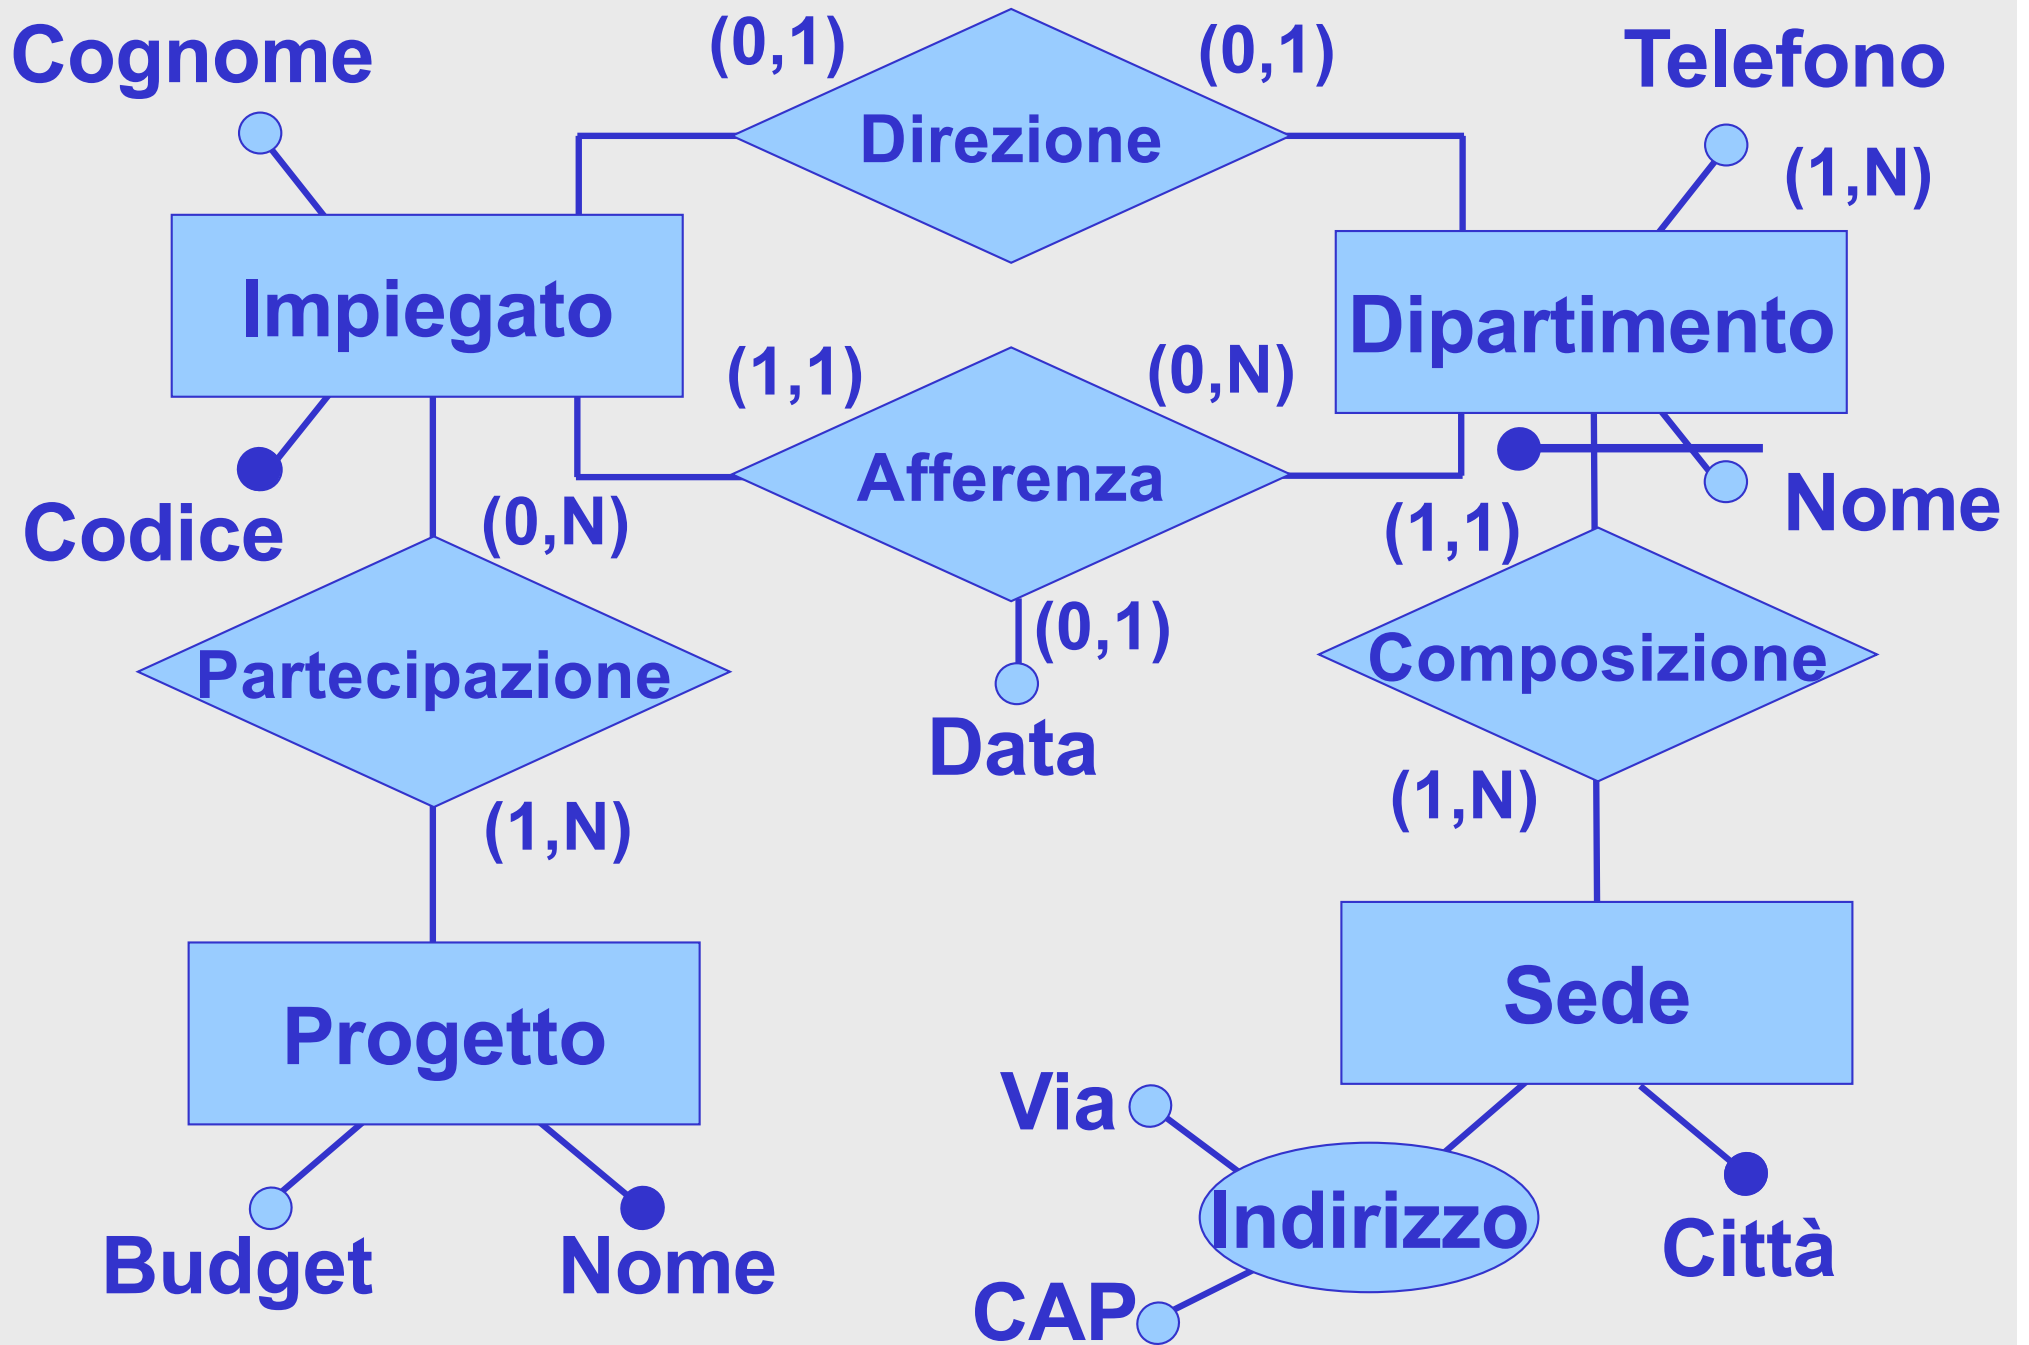 Cognome
(0,1)
(0,1)
Telefono
Direzione
(1,N)
Impiegato
Dipartimento
(1,1)
(0,N)
Afferenza
Codice
(0,N)
(1,1)
Nome
Partecipazione
(0,1)
Composizione
Data
(1,N)
(1,N)
Progetto
Sede
Via
Indirizzo
Città
Budget
Nome
CAP